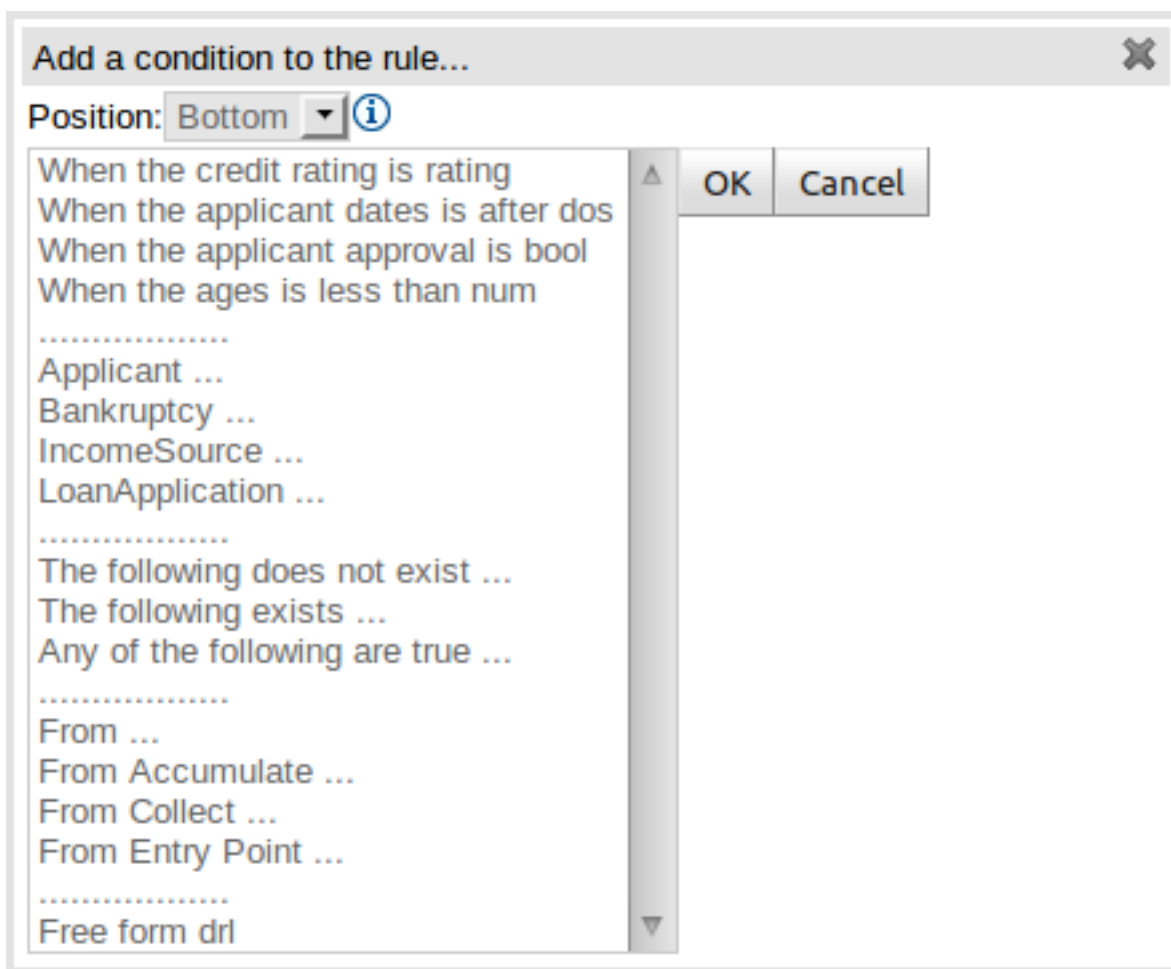 Add a condition to the rule...
Position: Bottom
When the credit rating is rating
When the applicant dates is after dos
When the applicant approval is bool
When the ages is less than num
..................
Applicant ...
Bankruptcy ...
IncomeSource ...
LoanApplication ...
..................
The following does not exist ...
The following exists ...
Any of the following are true ...
..................
From ...
From Accumulate ...
From Collect ...
From Entry Point ...
..................
Free form drl
OK Cancel